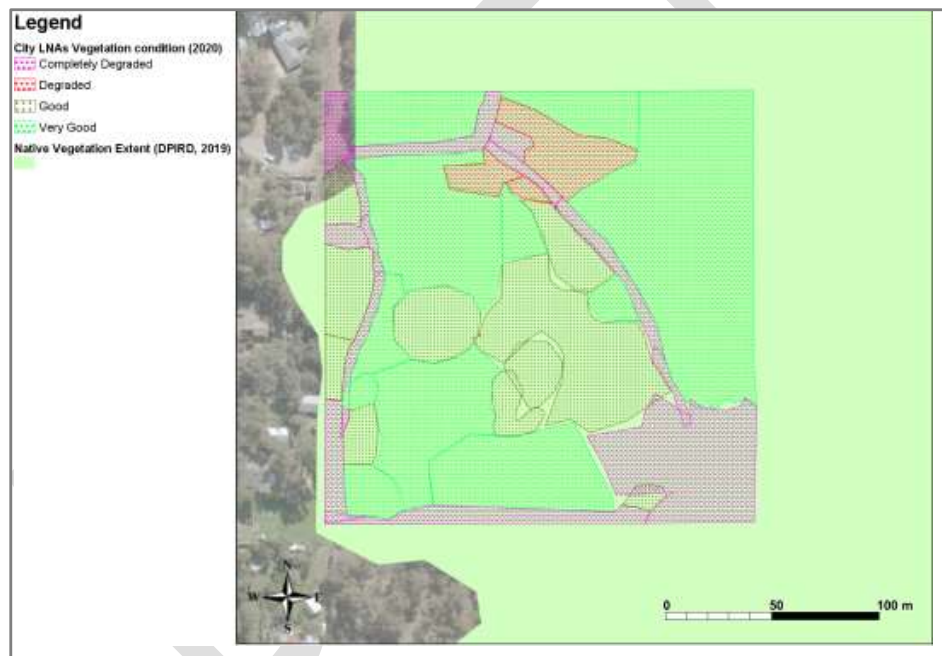 Legend
City LNAs Vegetation condition (2020)
Completely Degraded
Degraded
Good
Very Good
Native Vegetation Extent (DPIRD, 2019)
N
W E
S
0 50 100 m